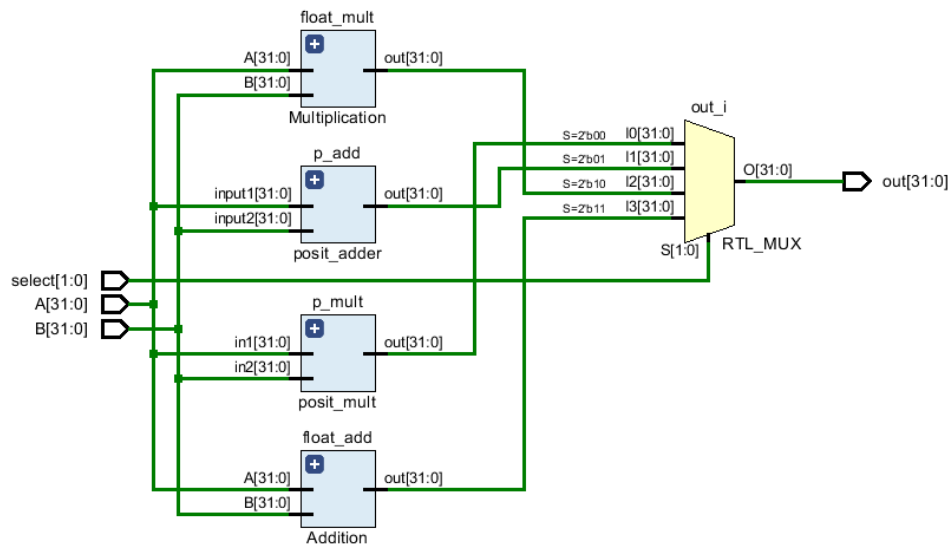 float_mult
A[31:0]
B[31:0]
out[31:0]
Multiplication
p_add
input1[31:0]
input2[31:0]
out[31:0]
posit_adder
select[1:0]
A[31:0]
B[31:0]
p_mult
in1[31:0]
in2[31:0]
out[31:0]
posit_mult
float_add
A[31:0]
B[31:0]
out[31:0]
Addition
out_i
S=2'b00 I0[31:0]
S=2'b01 I1[31:0]
S=2'b10 I2[31:0]
S=2'b11 I3[31:0]
S[1:0]
O[31:0]
RTL_MUX
out[31:0]